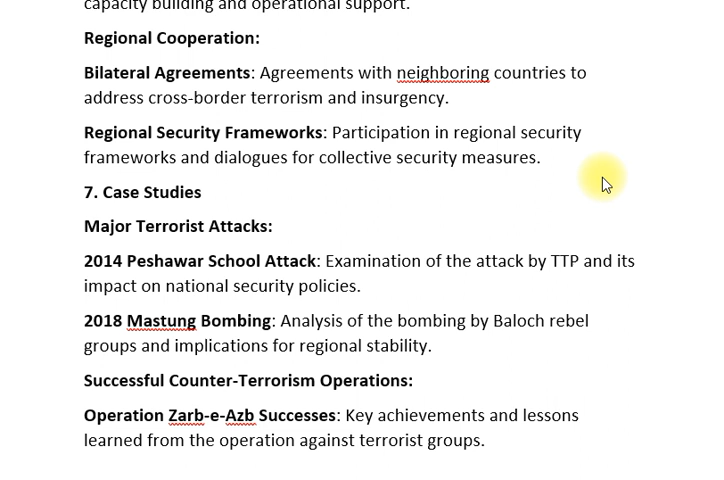 capacity building and operational support.
Regional Cooperation:
Bilateral Agreements: Agreements with neighboring countries to
address cross-border terrorism and insurgency.
Regional Security Frameworks: Participation in regional security
frameworks and dialogues for collective security measures.
7. Case Studies
Major Terrorist Attacks:
2014 Peshawar School Attack: Examination of the attack by TTP and its
impact on national security policies.
2018 Mastung Bombing: Analysis of the bombing by Baloch rebel
groups and implications for regional stability.
Successful Counter-Terrorism Operations:
Operation Zarb-e-Azb Successes: Key achievements and lessons
learned from the operation against terrorist groups.